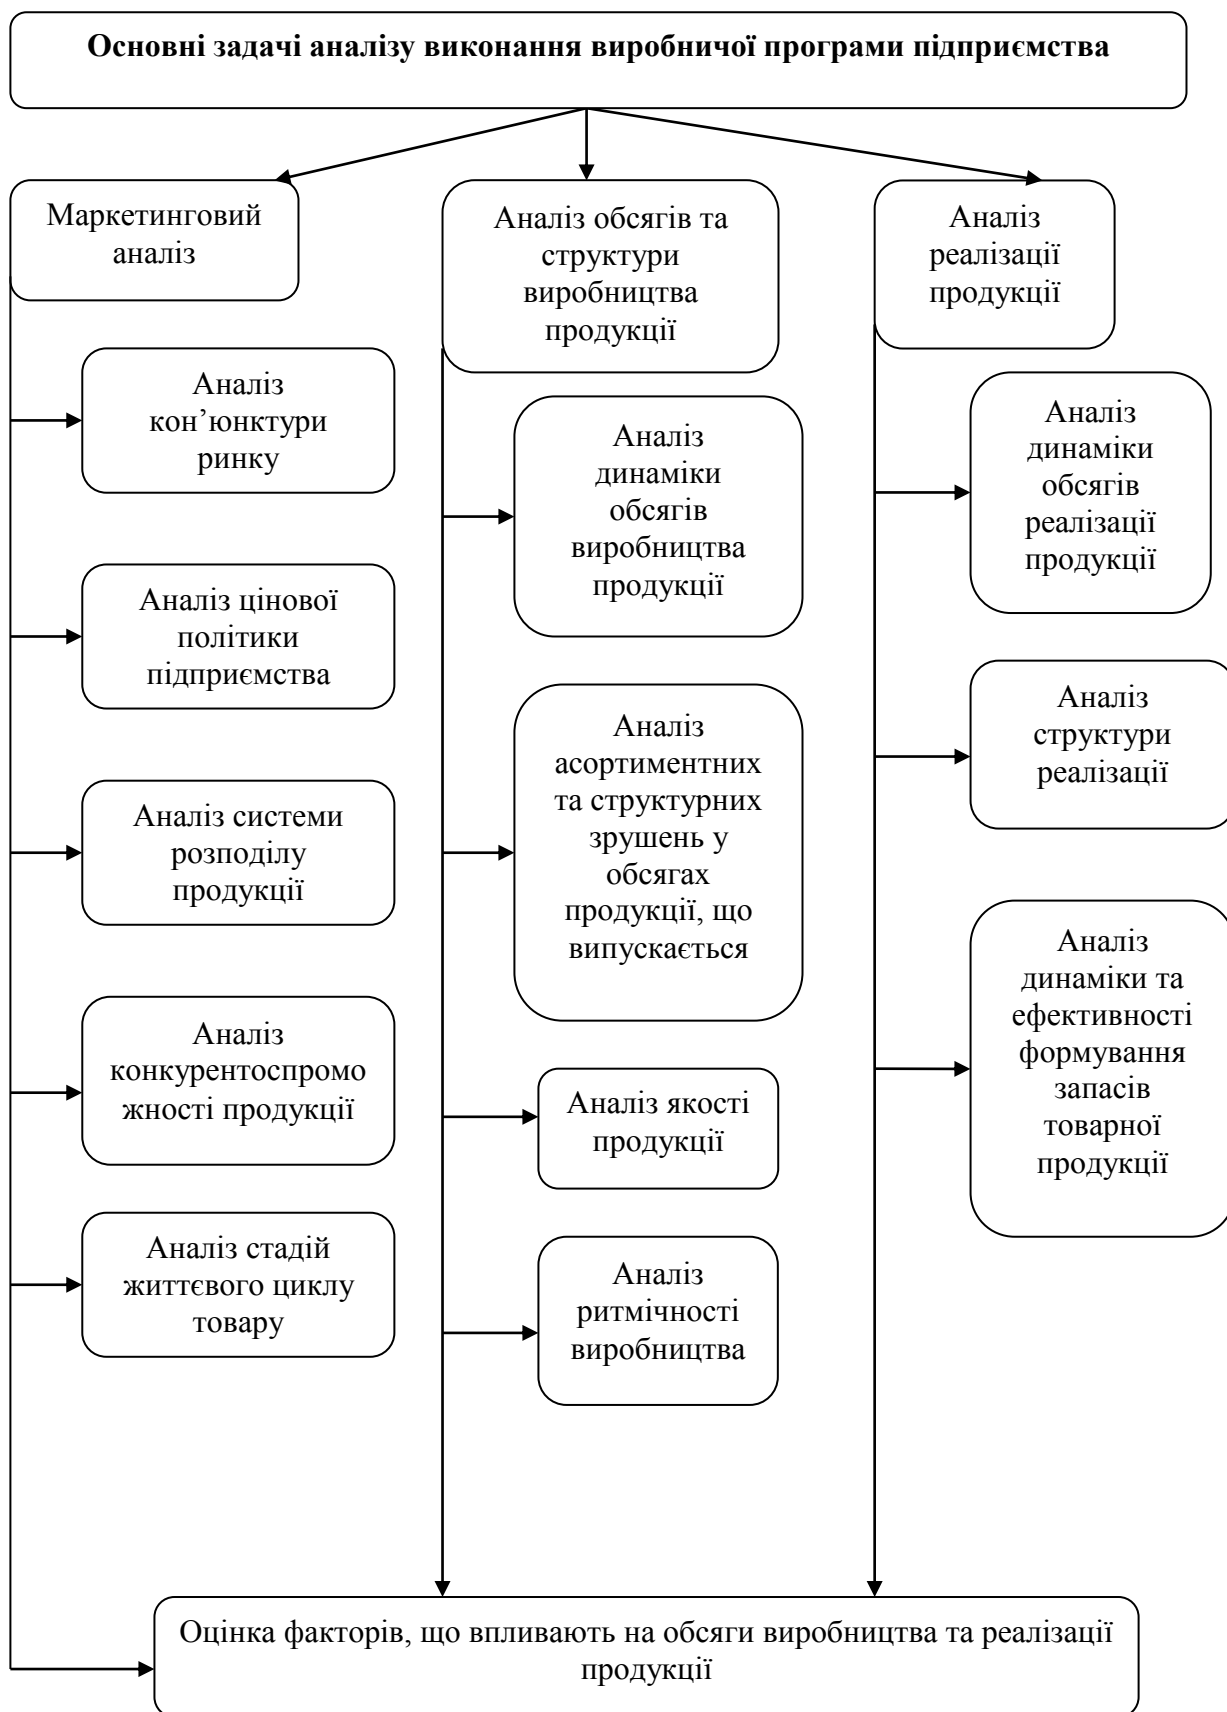 Основні задачі аналізу виконання виробничої програми підприємства
Маркетинговий
аналіз
Аналіз
кон’юнктури
ринку
Аналіз цінової
політики
підприємства
Аналіз системи
розподілу
продукції
Аналіз
конкурентоспромо
жності продукції
Аналіз стадій
життєвого циклу
товару
Аналіз обсягів та
структури
виробництва
продукції
Аналіз
динаміки
обсягів
виробництва
продукції
Аналіз
асортиментних
та структурних
зрушень у
обсягах
продукції, що
випускається
Аналіз якості
продукції
Аналіз
ритмічності
виробництва
Аналіз
реалізації
продукції
Аналіз
динаміки
обсягів
реалізації
продукції
Аналіз
структури
реалізації
Аналіз
динаміки та
ефективності
формування
запасів
товарної
продукції
Оцінка факторів, що впливають на обсяги виробництва та реалізації
продукції